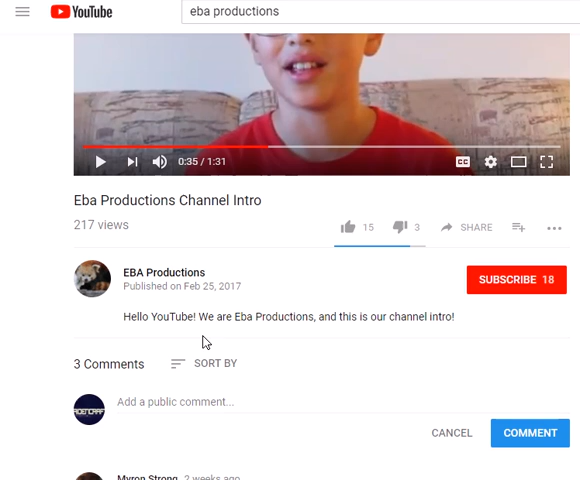 YouTube
eba productions
0:35 / 1:31
CC
Eba Productions Channel Intro
217 views
15
3
SHARE
EBA Productions
Published on Feb 25, 2017
SUBSCRIBE 18
Hello YouTube! We are Eba Productions, and this is our channel intro!
3 Comments
SORT BY
Add a public comment...
CANCEL
COMMENT
Myron Strong 2 weeks ago